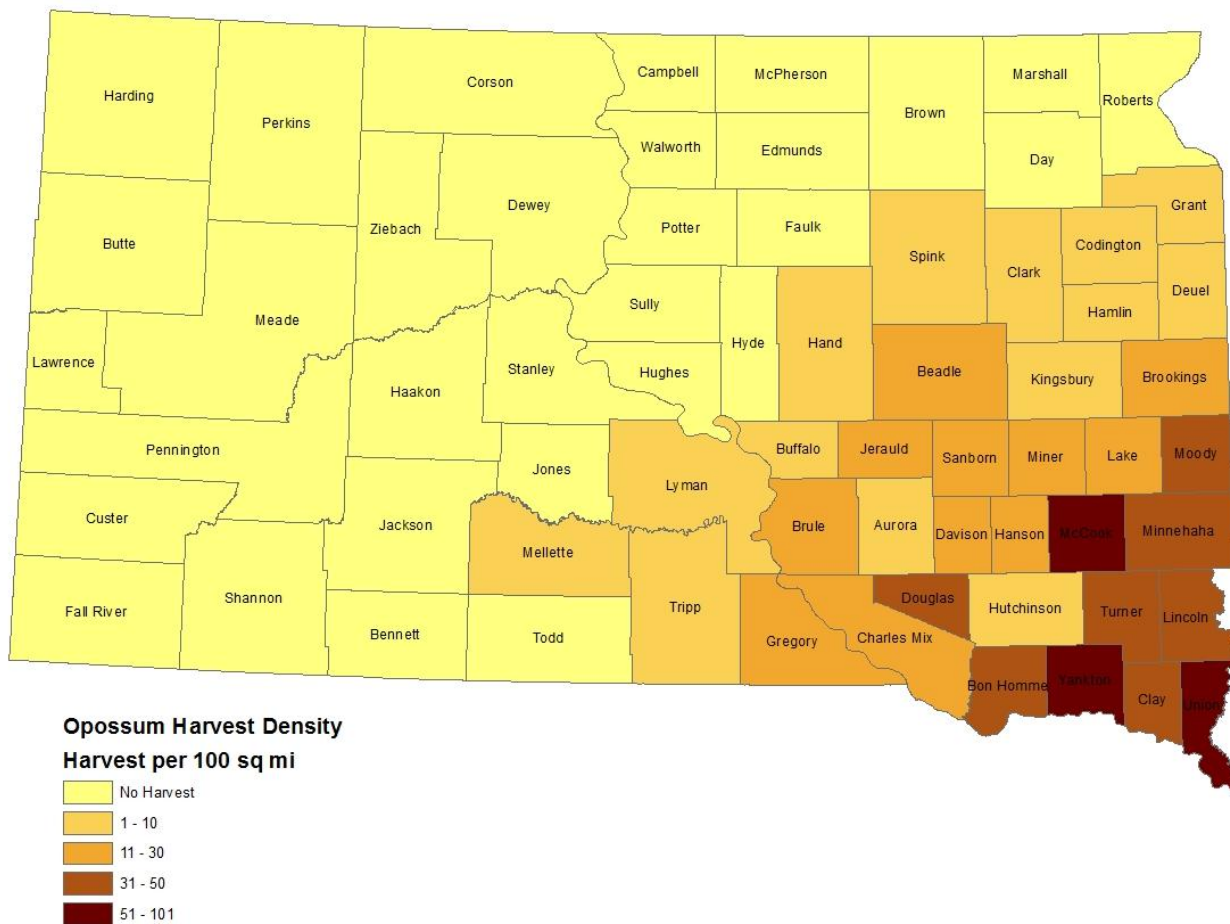 Harding
Perkins
Corson
Campbell
McPherson
Brown
Marshall
Roberts
Walworth
Edmunds
Day
Butte
Ziebach
Dewey
Potter
Faulk
Spink
Clark
Codington
Grant
Meade
Sully
Hyde
Hand
Hamlin
Deuel
Lawrence
Haakon
Stanley
Hughes
Beadle
Kingsbury
Brookings
Pennington
Jones
Lyman
Buffalo
Jerauld
Sanborn
Miner
Lake
Moody
Custer
Jackson
Mellette
Brule
Aurora
Davison
Hanson
McCook
Minnehaha
Fall River
Shannon
Bennett
Todd
Tripp
Gregory
Charles Mix
Douglas
Hutchinson
Turner
Lincoln
Bon Homme
Yankton
Clay
Union
Opossum Harvest Density
Harvest per 100 sq mi
No Harvest
1 - 10
11 - 30
31 - 50
51 - 101